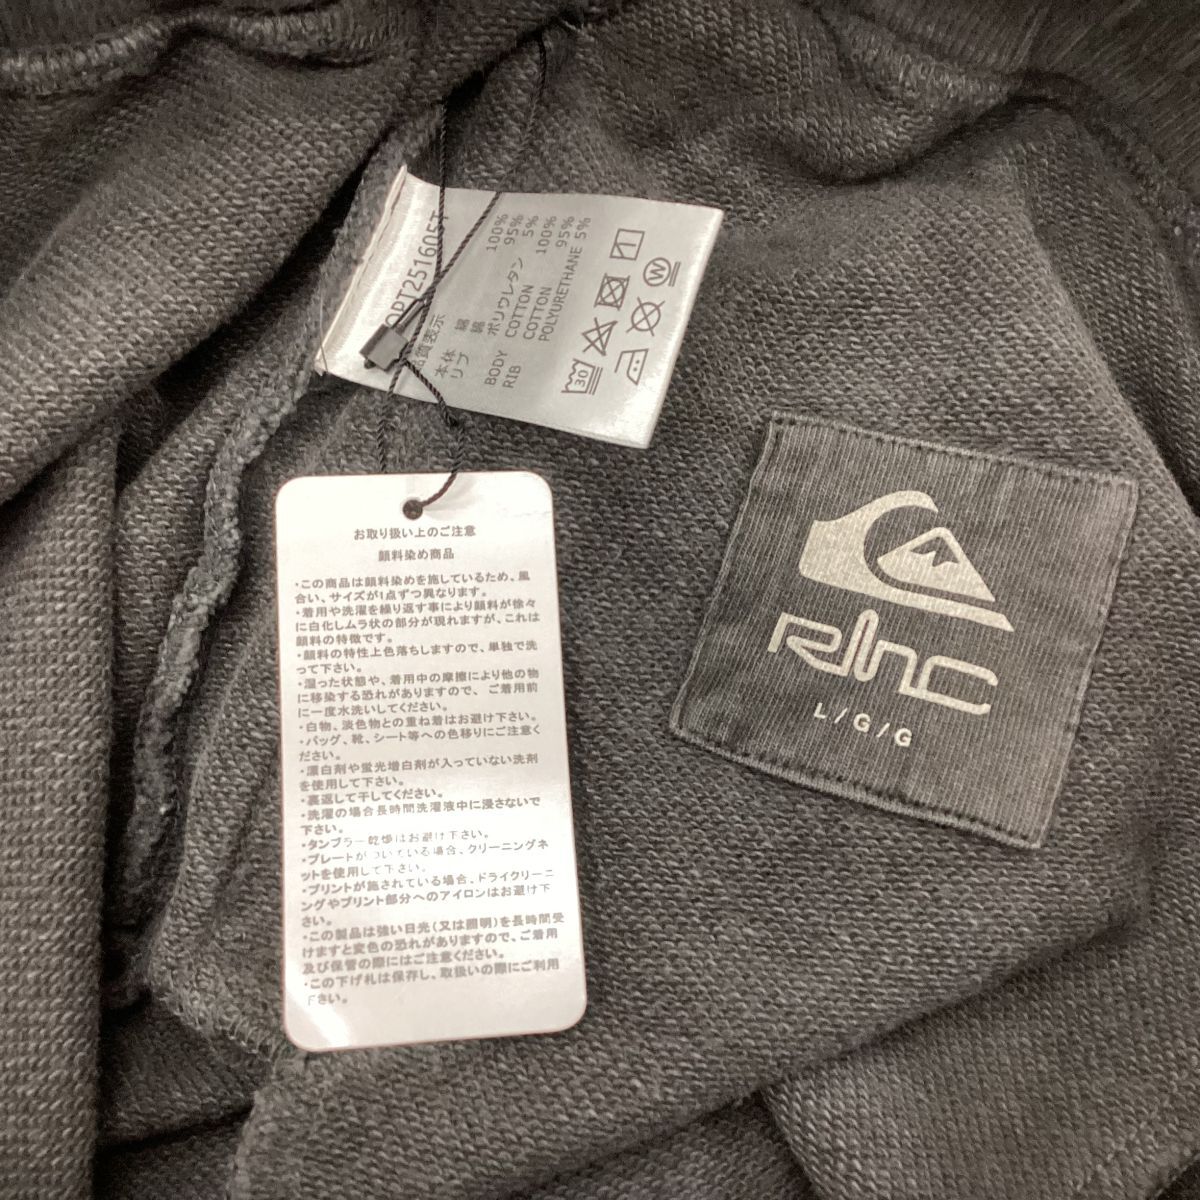 QPT251605T
品質表示
本体 綿 100%
リブ 綿 95%
ポリウレタン 5%
BODY COTTON 100%
RIB COTTON 95%
POLYURETHANE 5%
30
W
お取り扱い上のご注意
顔料染め商品
・この商品は顔料染めを施しているため、風
合い、サイズが1点ずつ異なります。
・着用や洗濯を繰り返す事により顔料が徐々
に白化しムラ状の部分が現れますが、これは
顔料の特徴です。
・顔料の特性上色落ちしますので、単独で洗
って下さい。
・湿った状態や、着用中の摩擦により他の物
に移染する恐れがありますので、ご着用前
に一度水洗いしてください。
・白物、淡色物との重ね着はお避け下さい。
・バッグ、靴、シート等への色移りにご注意く
ださい。
・漂白剤や蛍光増白剤が入っていない洗剤
を使用して下さい。
・裏返して干してください。
・洗濯の場合長時間洗濯液中に浸さないで
下さい。
・タンブラー乾燥はお避け下さい。
・プレートがついている場合、クリーニングネ
ットを使用して下さい。
・プリントが施されている場合、ドライクリーニ
ングやプリント部分へのアイロンはお避け下
さい。
・この製品は強い日光(又は照明)を長時間受
けますと変色の恐れがありますので、ご着用
及び保管の際にはご注意ください。
・この下げ札は保存し、取扱いの際にご利用
下さい。
RINC
L/G/G